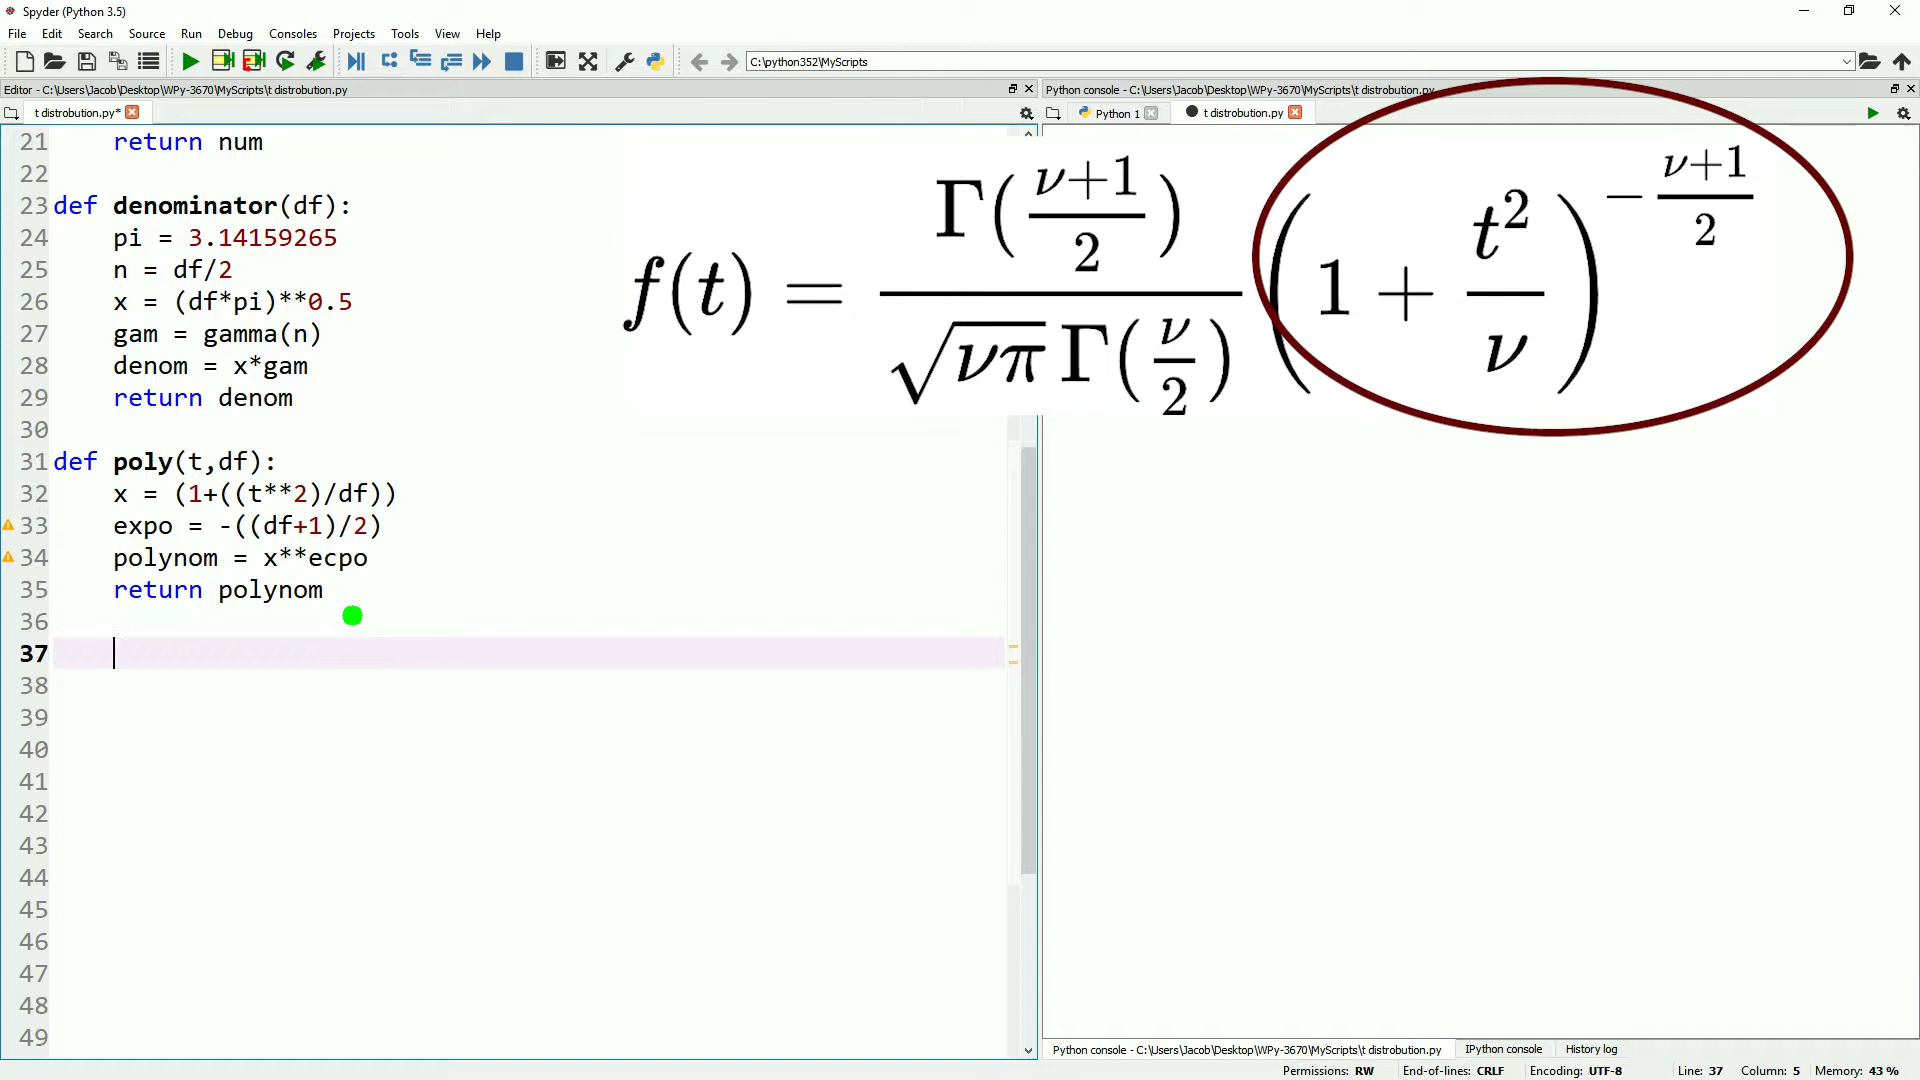 Spyder (Python 3.5)
File Edit Search Source Run Debug Consoles Projects Tools View Help
C:\python352\MyScripts
Editor - C:\Users\Jacob\Desktop\WPy-3670\MyScripts\t distrobution.py
t distrobution.py*
21 return num
22
23 def denominator(df):
24 pi = 3.14159265
25 n = df/2
26 x = (df*pi)**0.5
27 gam = gamma(n)
28 denom = x*gam
29 return denom
30
31 def poly(t,df):
32 x = (1+((t**2)/df))
33 expo = -((df+1)/2)
34 polynom = x**ecpo
35 return polynom
36
37
38
39
40
41
42
43
44
45
46
47
48
49
Python console - C:\Users\Jacob\Desktop\WPy-3670\MyScripts\t distrobution.py
Python 1 t distrobution.py
f(t) = Γ(ν+1/2) / √νπ Γ(ν/2) (1 + t²/ν)^−ν+1/2
Python console - C:\Users\Jacob\Desktop\WPy-3670\MyScripts\t distrobution.py IPython console History log
Permissions: RW End-of-lines: CRLF Encoding: UTF-8 Line: 37 Column: 5 Memory: 43 %